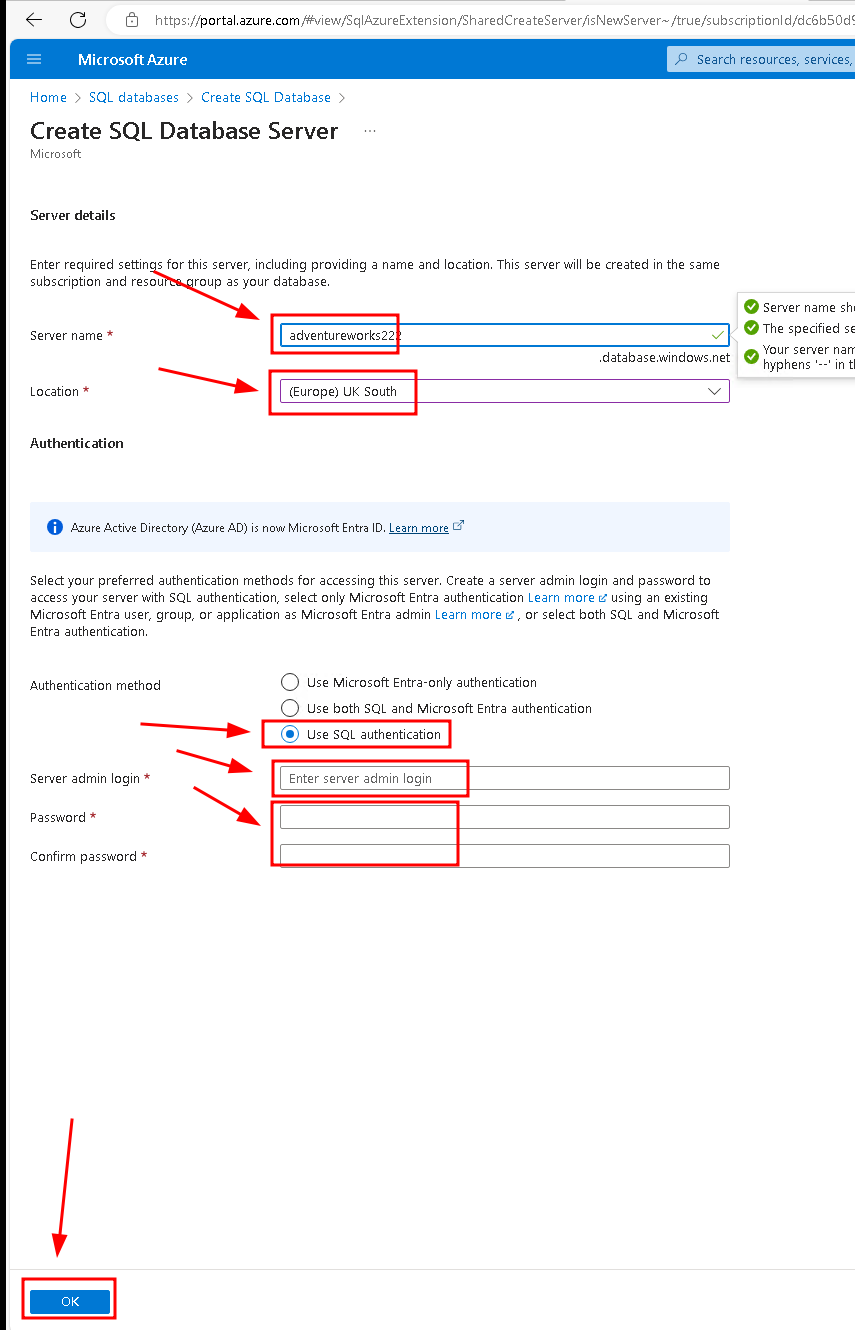 https://portal.azure.com/#view/SqlAzureExtension/SharedCreateServer/isNewServer~/true/subscriptionId/dc6b50d9
Microsoft Azure
Search resources, services,
Home > SQL databases > Create SQL Database >
Create SQL Database Server ...
Microsoft
Server details
Enter required settings for this server, including providing a name and location. This server will be created in the same
subscription and resource group as your database.
Server name *
adventureworks222
.database.windows.net
Server name sho
The specified se
Your server nam
hyphens '--' in th
Location *
(Europe) UK South
Authentication
Azure Active Directory (Azure AD) is now Microsoft Entra ID. Learn more
Select your preferred authentication methods for accessing this server. Create a server admin login and password to
access your server with SQL authentication, select only Microsoft Entra authentication Learn more using an existing
Microsoft Entra user, group, or application as Microsoft Entra admin Learn more , or select both SQL and Microsoft
Entra authentication.
Authentication method
Use Microsoft Entra-only authentication
Use both SQL and Microsoft Entra authentication
Use SQL authentication
Server admin login *
Enter server admin login
Password *
Confirm password *
OK